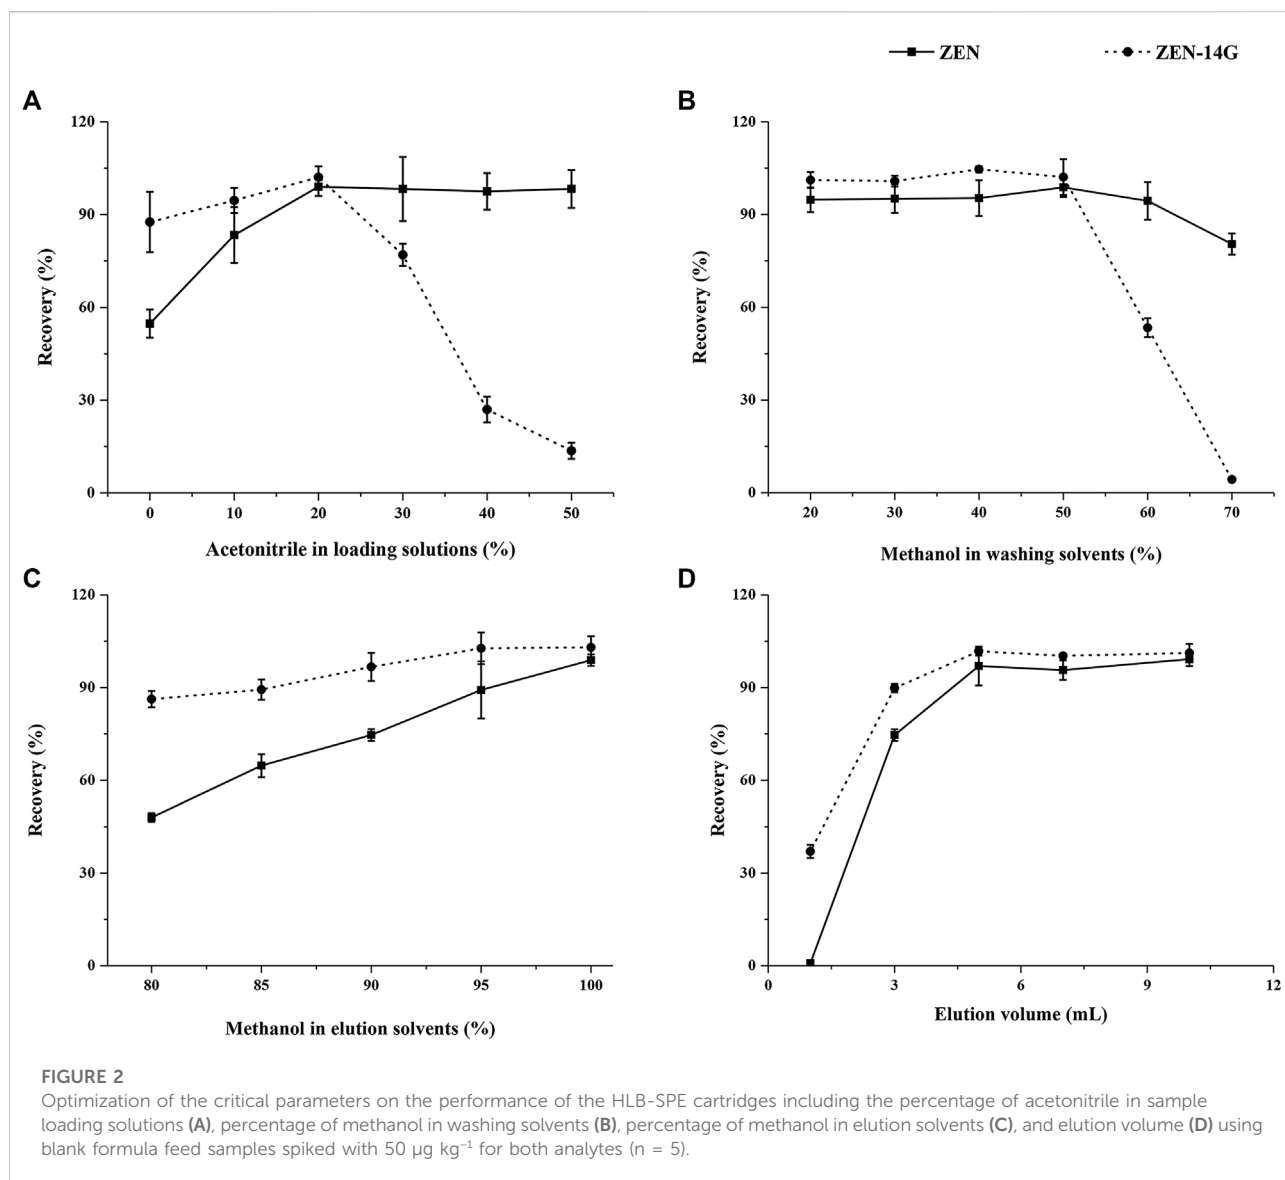 ZEN
ZEN-14G
A
120
90
60
30
0
Recovery (%)
0 10 20 30 40 50
Acetonitrile in loading solutions (%)
B
120
90
60
30
0
Recovery (%)
20 30 40 50 60 70
Methanol in washing solvents (%)
C
120
90
60
30
0
Recovery (%)
80 85 90 95 100
Methanol in elution solvents (%)
D
120
90
60
30
0
Recovery (%)
0 3 6 9 12
Elution volume (mL)
FIGURE 2
Optimization of the critical parameters on the performance of the HLB-SPE cartridges including the percentage of acetonitrile in sample
loading solutions (A), percentage of methanol in washing solvents (B), percentage of methanol in elution solvents (C), and elution volume (D) using
blank formula feed samples spiked with 50 µg kg⁻¹ for both analytes (n = 5).